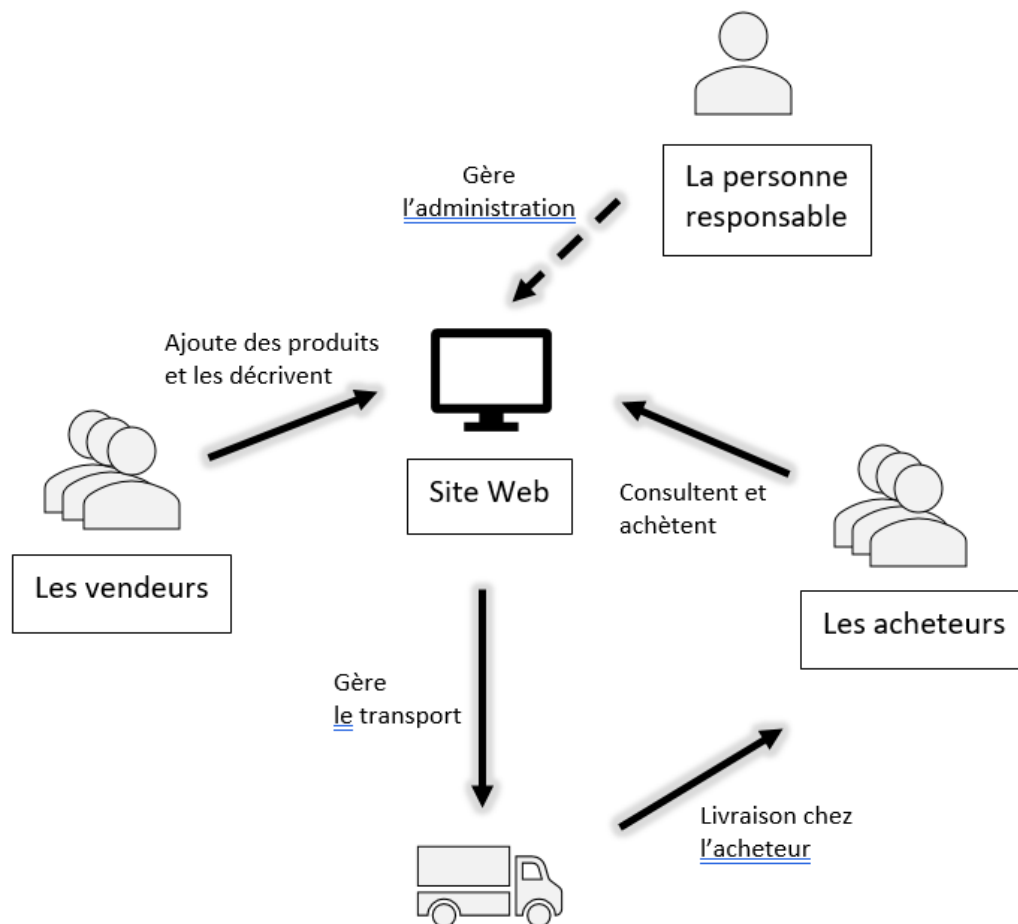 La personne
responsable
Gère
l’administration
Ajoute des produits
et les décrivent
Site Web
Consultent et
achètent
Les vendeurs
Les acheteurs
Gère
le transport
Livraison chez
l’acheteur